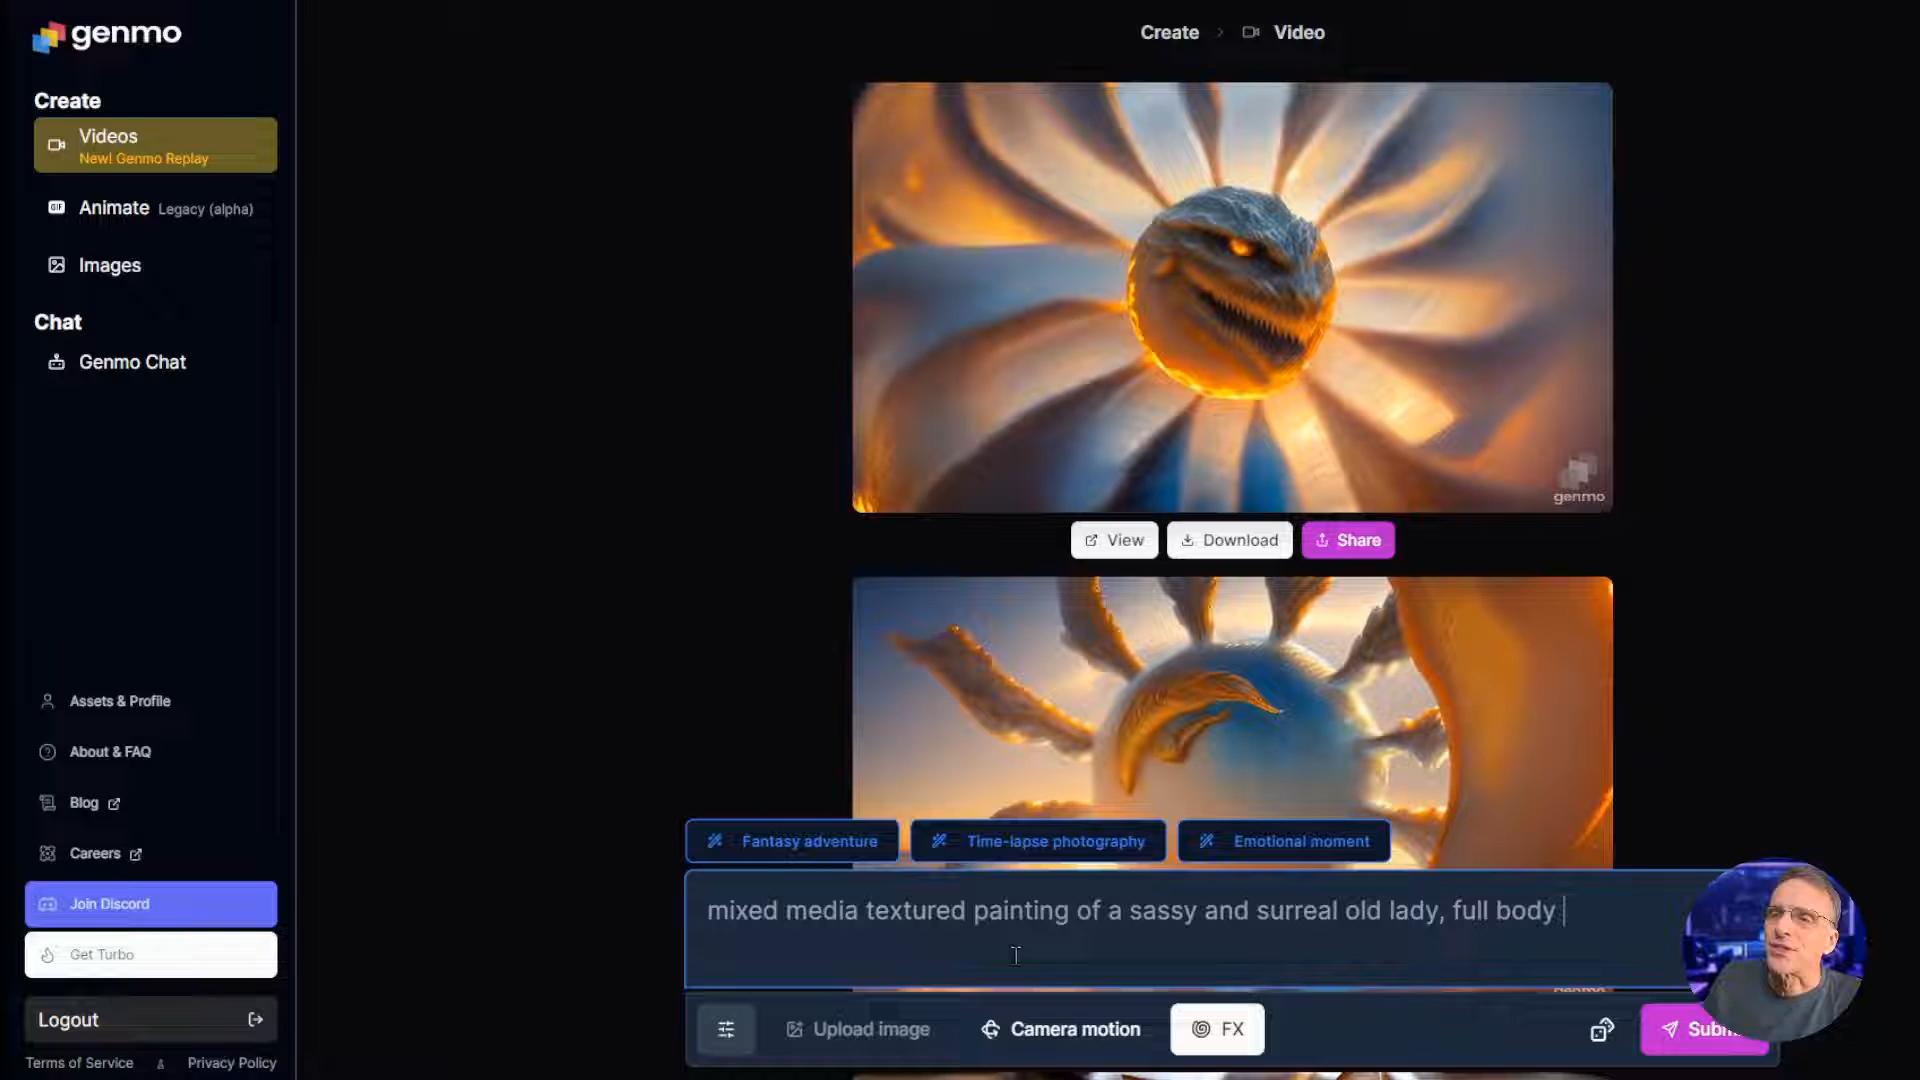 genmo
Create
Videos
New! Genmo Replay
GIF
Animate Legacy (alpha)
Images
Chat
Genmo Chat
Assets & Profile
About & FAQ
Blog
Careers
Join Discord
Get Turbo
Logout
Terms of Service
Privacy Policy
Create > Video
genmo
View
Download
Share
Fantasy adventure
Time-lapse photography
Emotional moment
mixed media textured painting of a sassy and surreal old lady, full body
Upload image
Camera motion
FX